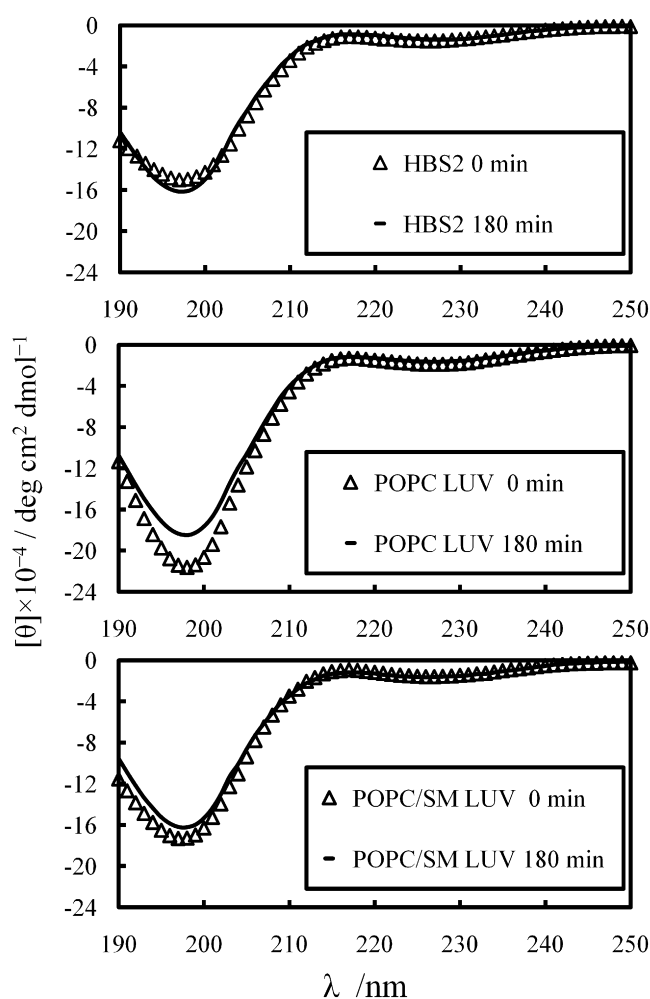 0
-4
-8
-12
-16
-20
-24
HBS2 0 min
HBS2 180 min
190 200 210 220 230 240 250
0
-4
-8
-12
-16
-20
-24
POPC LUV 0 min
POPC LUV 180 min
190 200 210 220 230 240 250
[θ]×10⁻⁴ / deg cm² dmol⁻¹
0
-4
-8
-12
-16
-20
-24
POPC/SM LUV 0 min
POPC/SM LUV 180 min
190 200 210 220 230 240 250
λ /nm